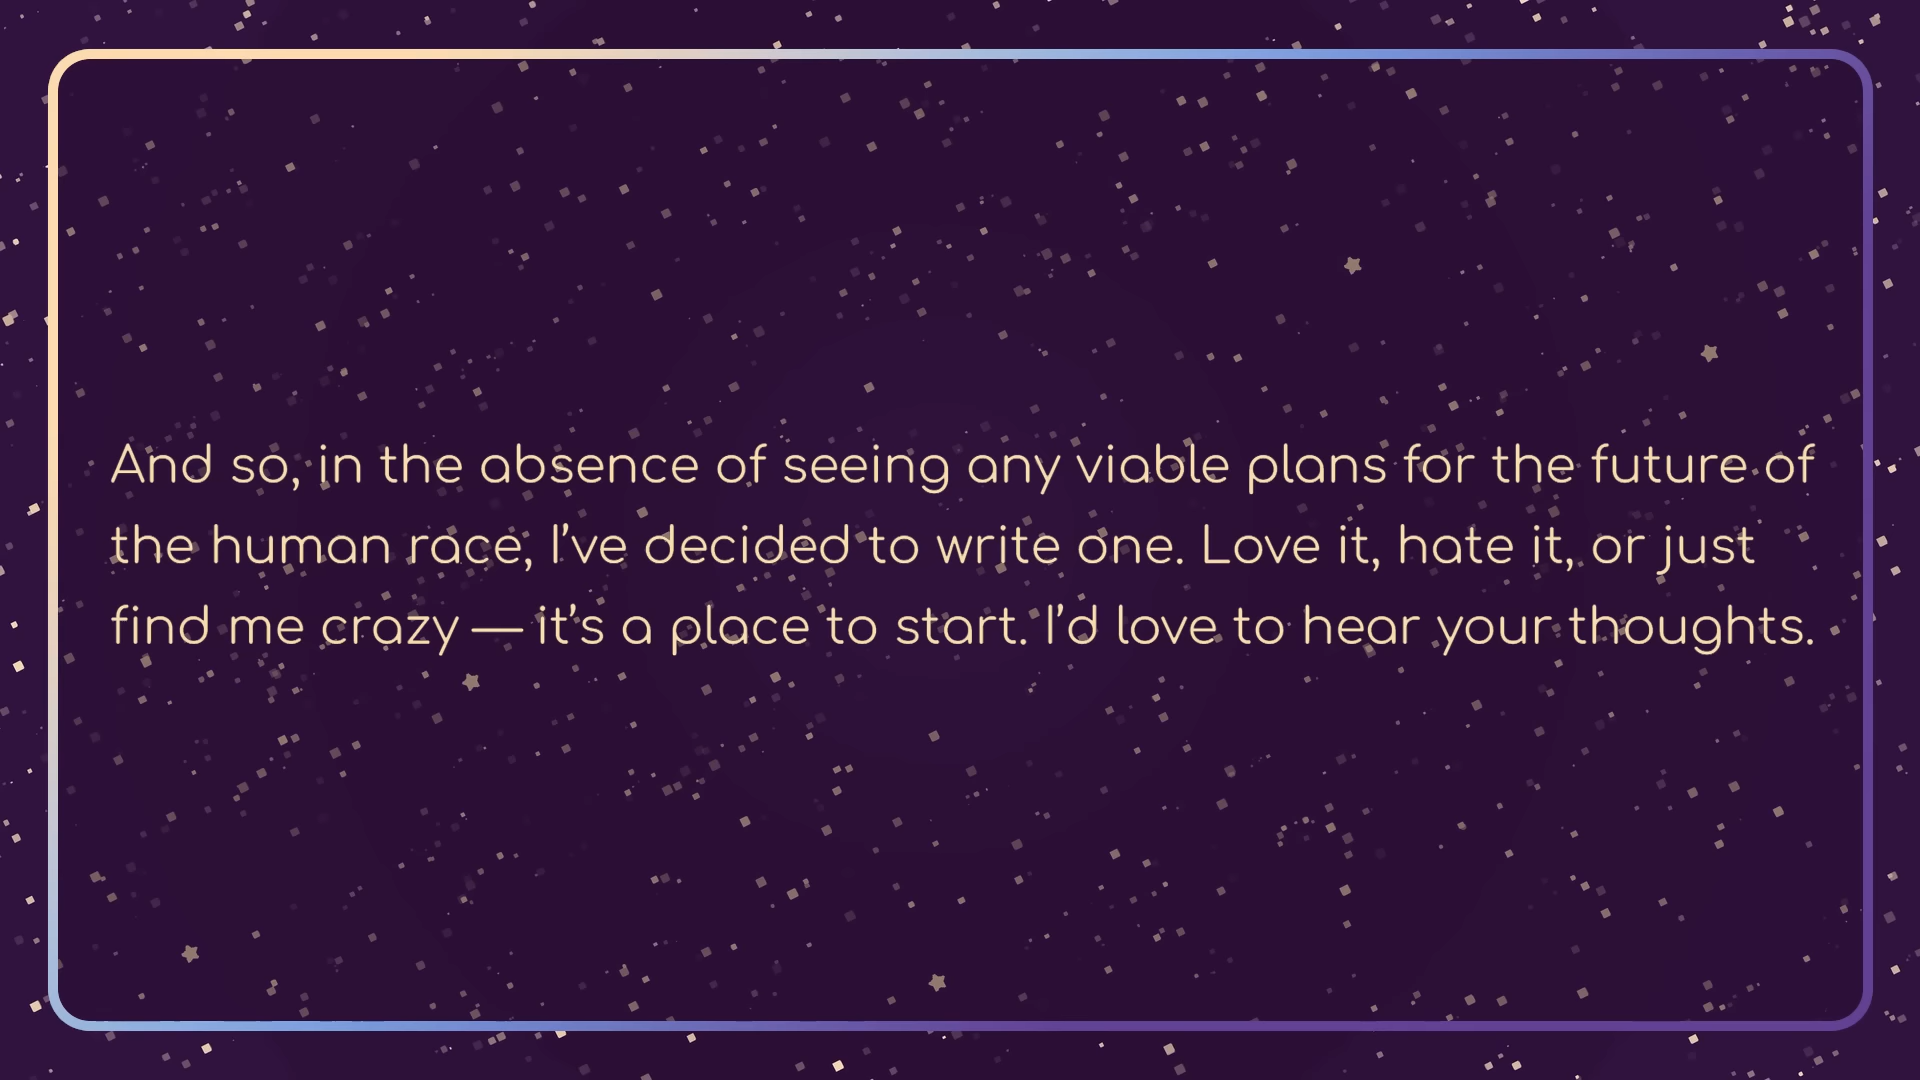 And so, in the absence of seeing any viable plans for the future of
the human race, I’ve decided to write one. Love it, hate it, or just
find me crazy — it’s a place to start. I’d love to hear your thoughts.